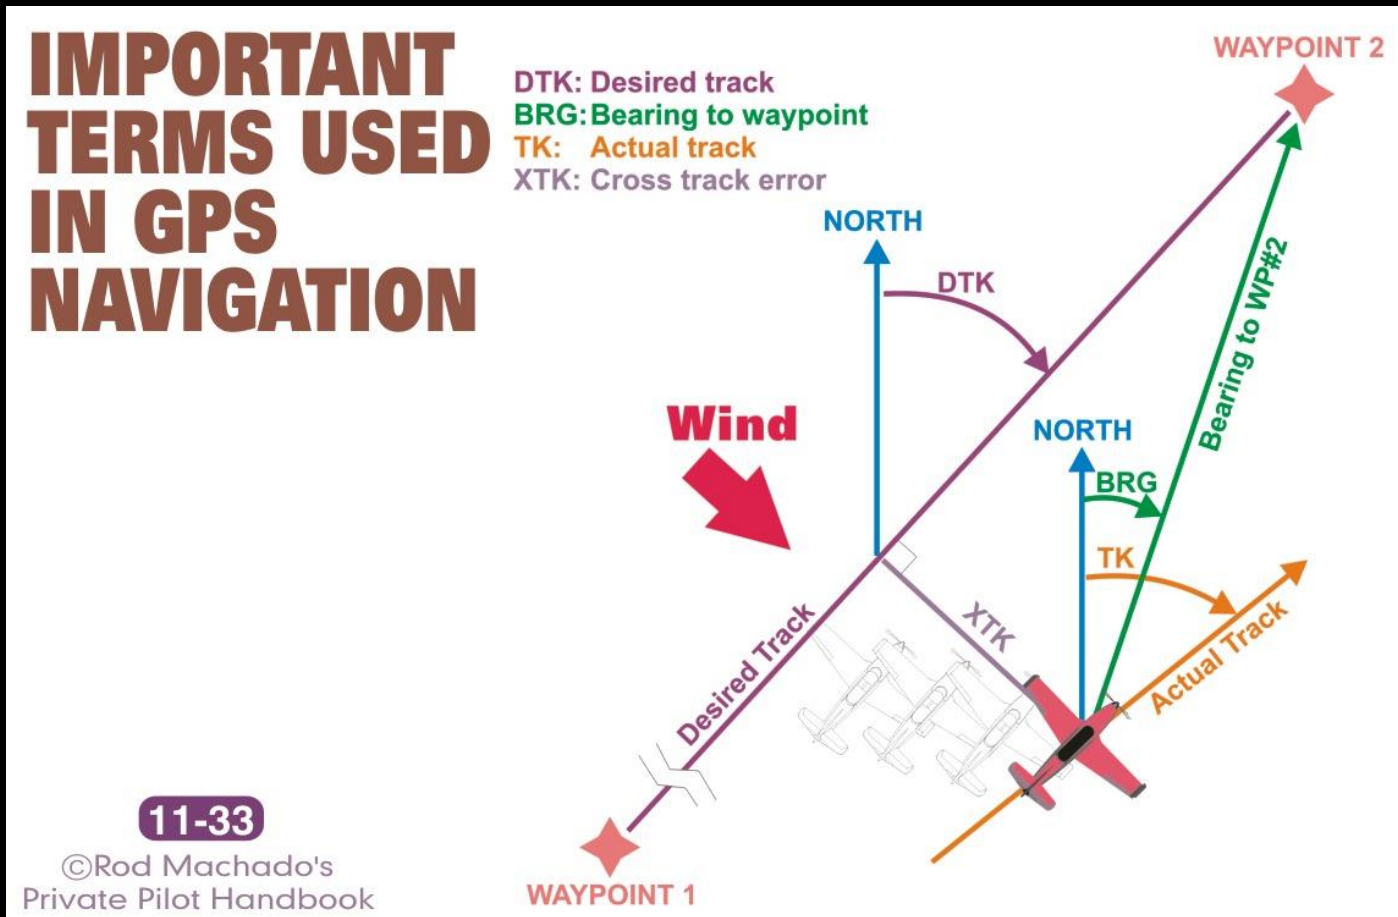 IMPORTANT
TERMS USED
IN GPS
NAVIGATION
DTK: Desired track
BRG: Bearing to waypoint
TK: Actual track
XTK: Cross track error
WAYPOINT 2
NORTH
DTK
Wind
Bearing to WP#2
NORTH
BRG
TK
XTK
Actual Track
Desired Track
WAYPOINT 1
11-33
©Rod Machado's
Private Pilot Handbook